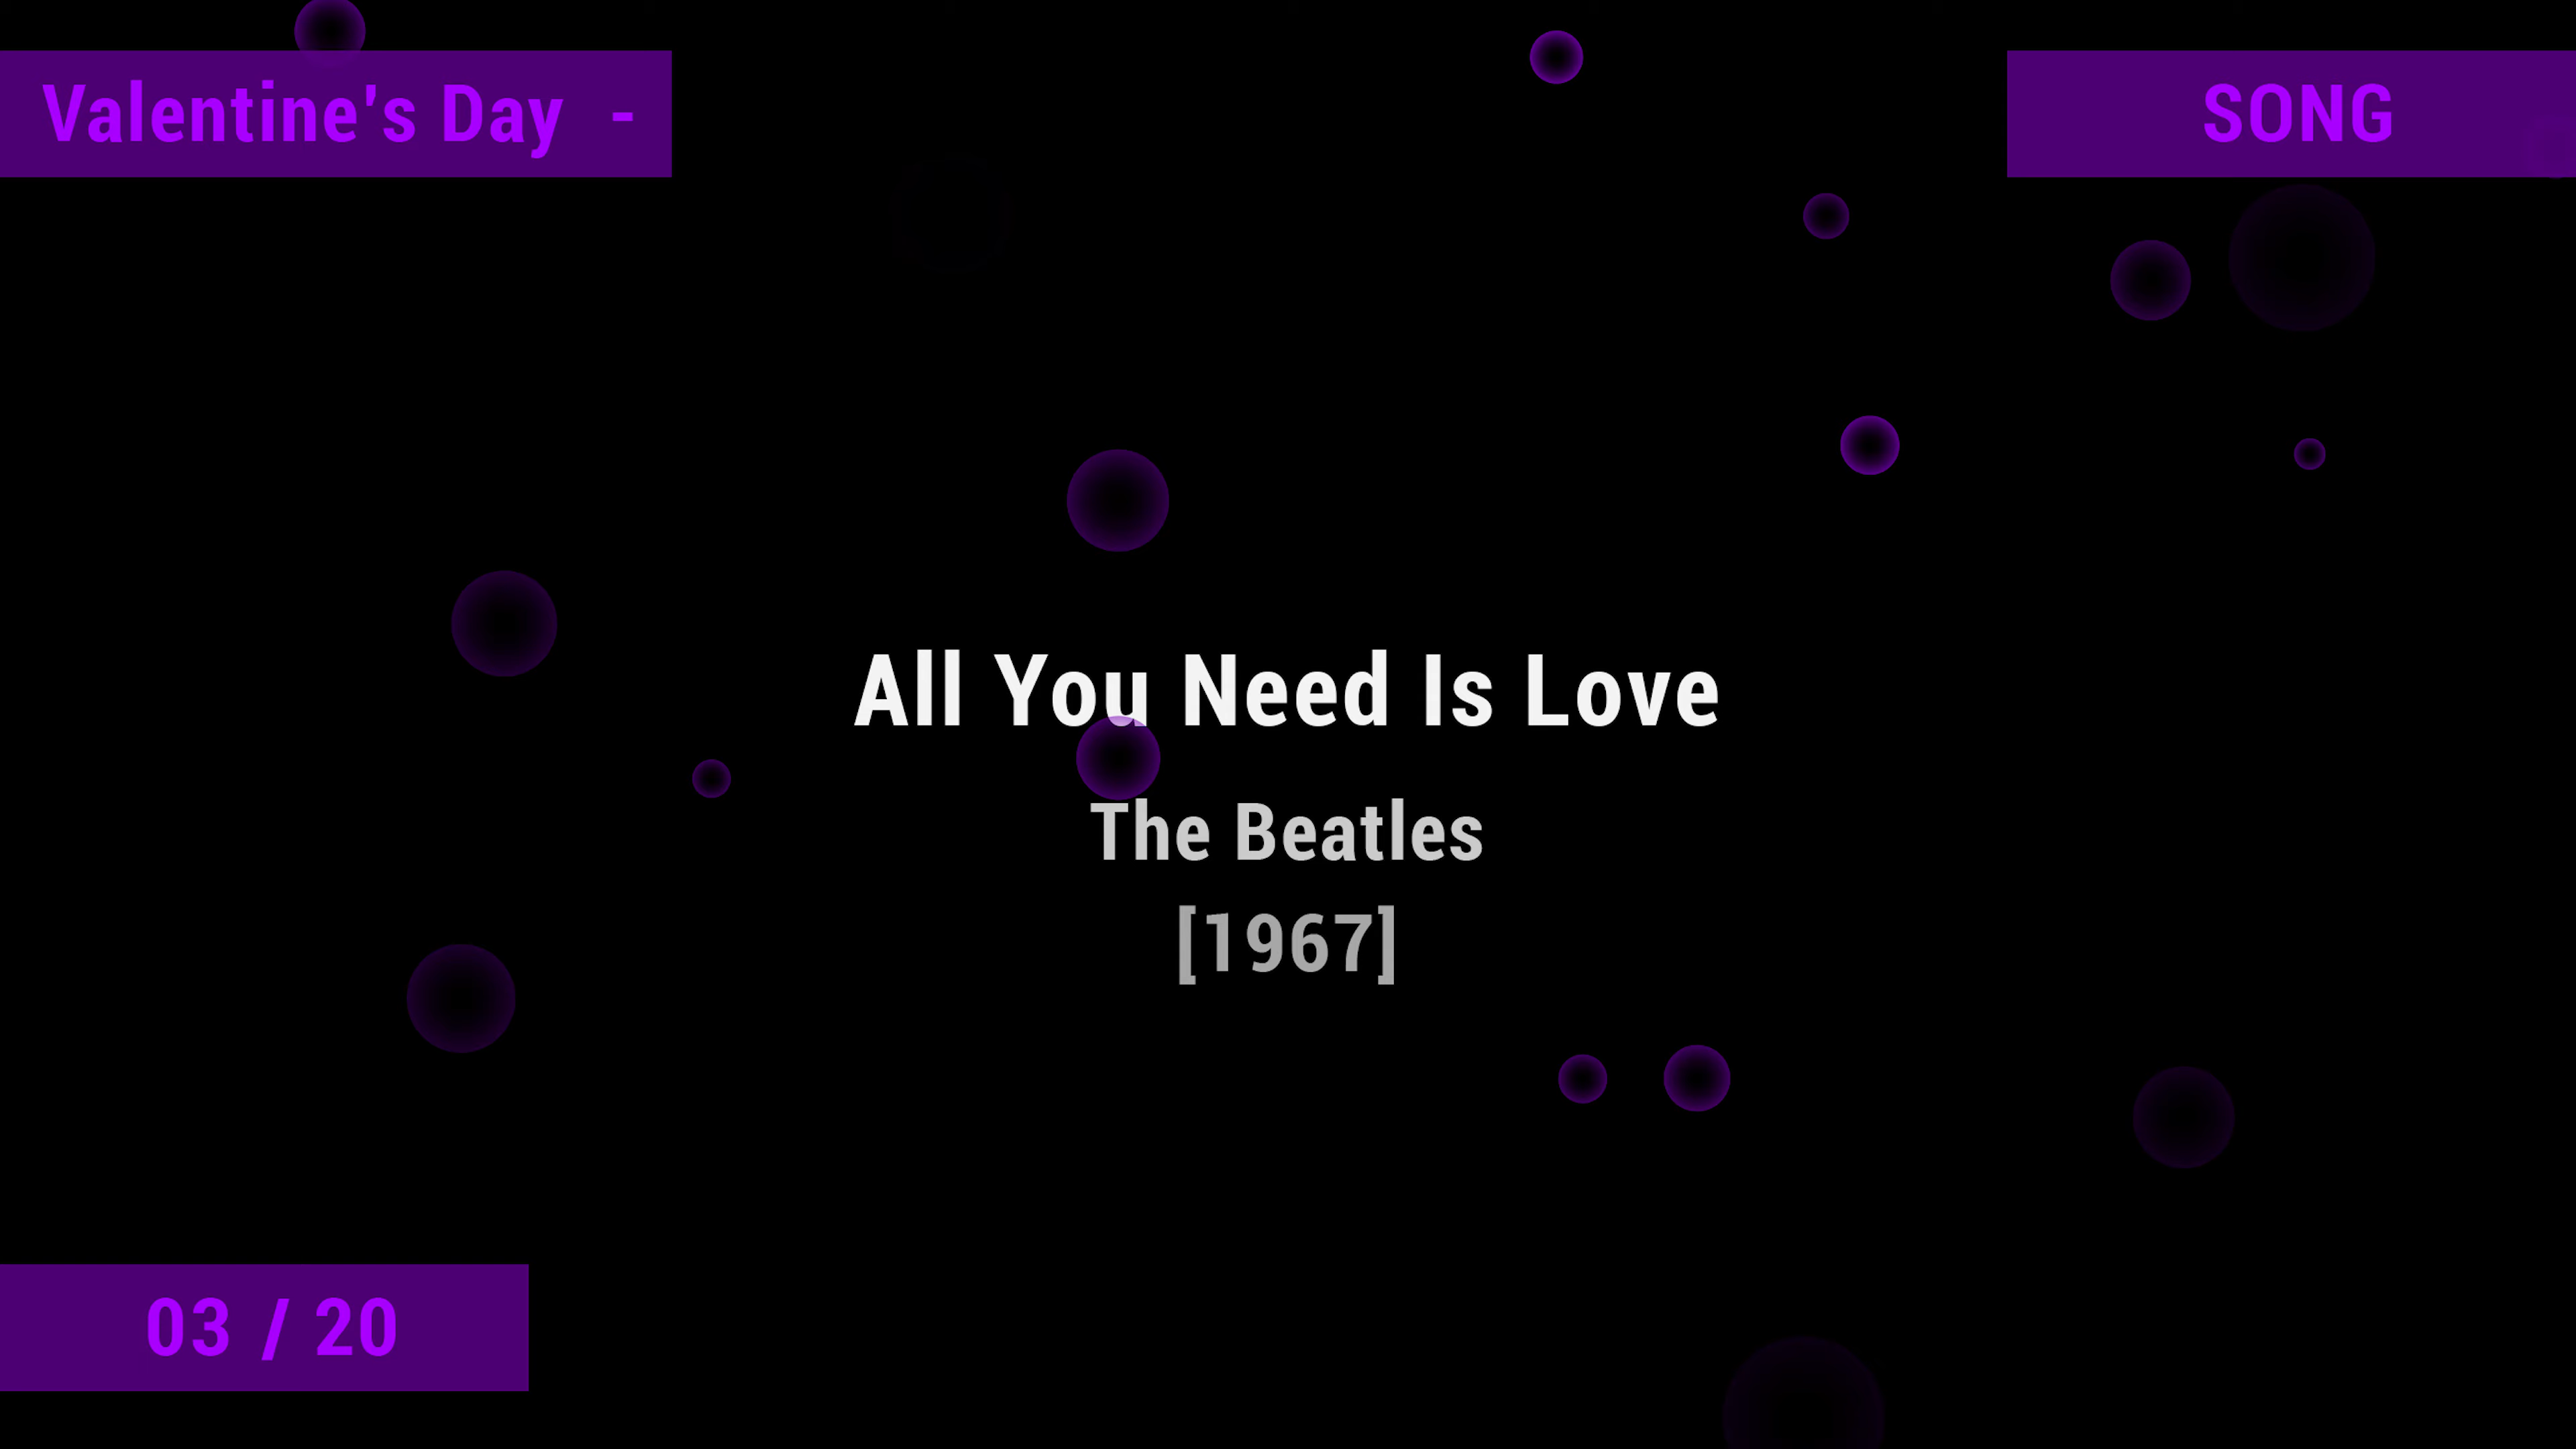 Valentine's Day -
SONG
All You Need Is Love
The Beatles
[1967]
03 / 20